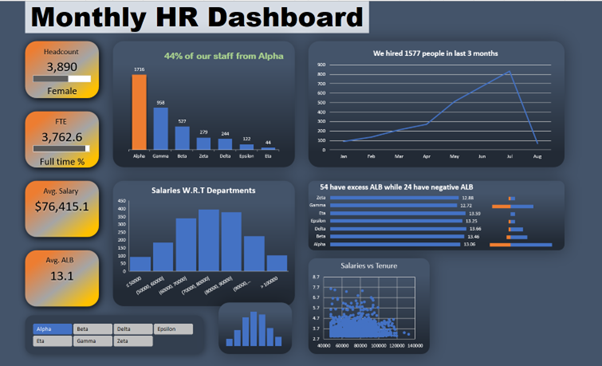 Monthly HR Dashboard
Headcount
3,890
Female
FTE
3,762.6
Full time %
Avg. Salary
$76,415.1
Avg. ALB
13.1
44% of our staff from Alpha
1716
958
527
279
244
122
44
Alpha
Gamma
Beta
Zeta
Delta
Epsilon
Eta
We hired 1577 people in last 3 months
900
800
700
600
500
400
300
200
100
0
Jan
Feb
Mar
Apr
May
Jun
Jul
Aug
Salaries W.R.T Departments
450
400
350
300
250
200
150
100
50
0
≤ 50000
(50000, 60000]
(60000, 70000]
(70000, 80000]
(80000, 90000]
(90000,...
> 100000
54 have excess ALB while 24 have negative ALB
Zeta 12.88
Gamma 12.72
Eta 13.50
Epsilon 13.25
Delta 13.66
Beta 13.46
Alpha 13.06
Salaries vs Tenure
8.7
7.7
6.7
5.7
4.7
3.7
2.7
40000 60000 80000 100000 120000 140000
Alpha Beta Delta Epsilon
Eta Gamma Zeta